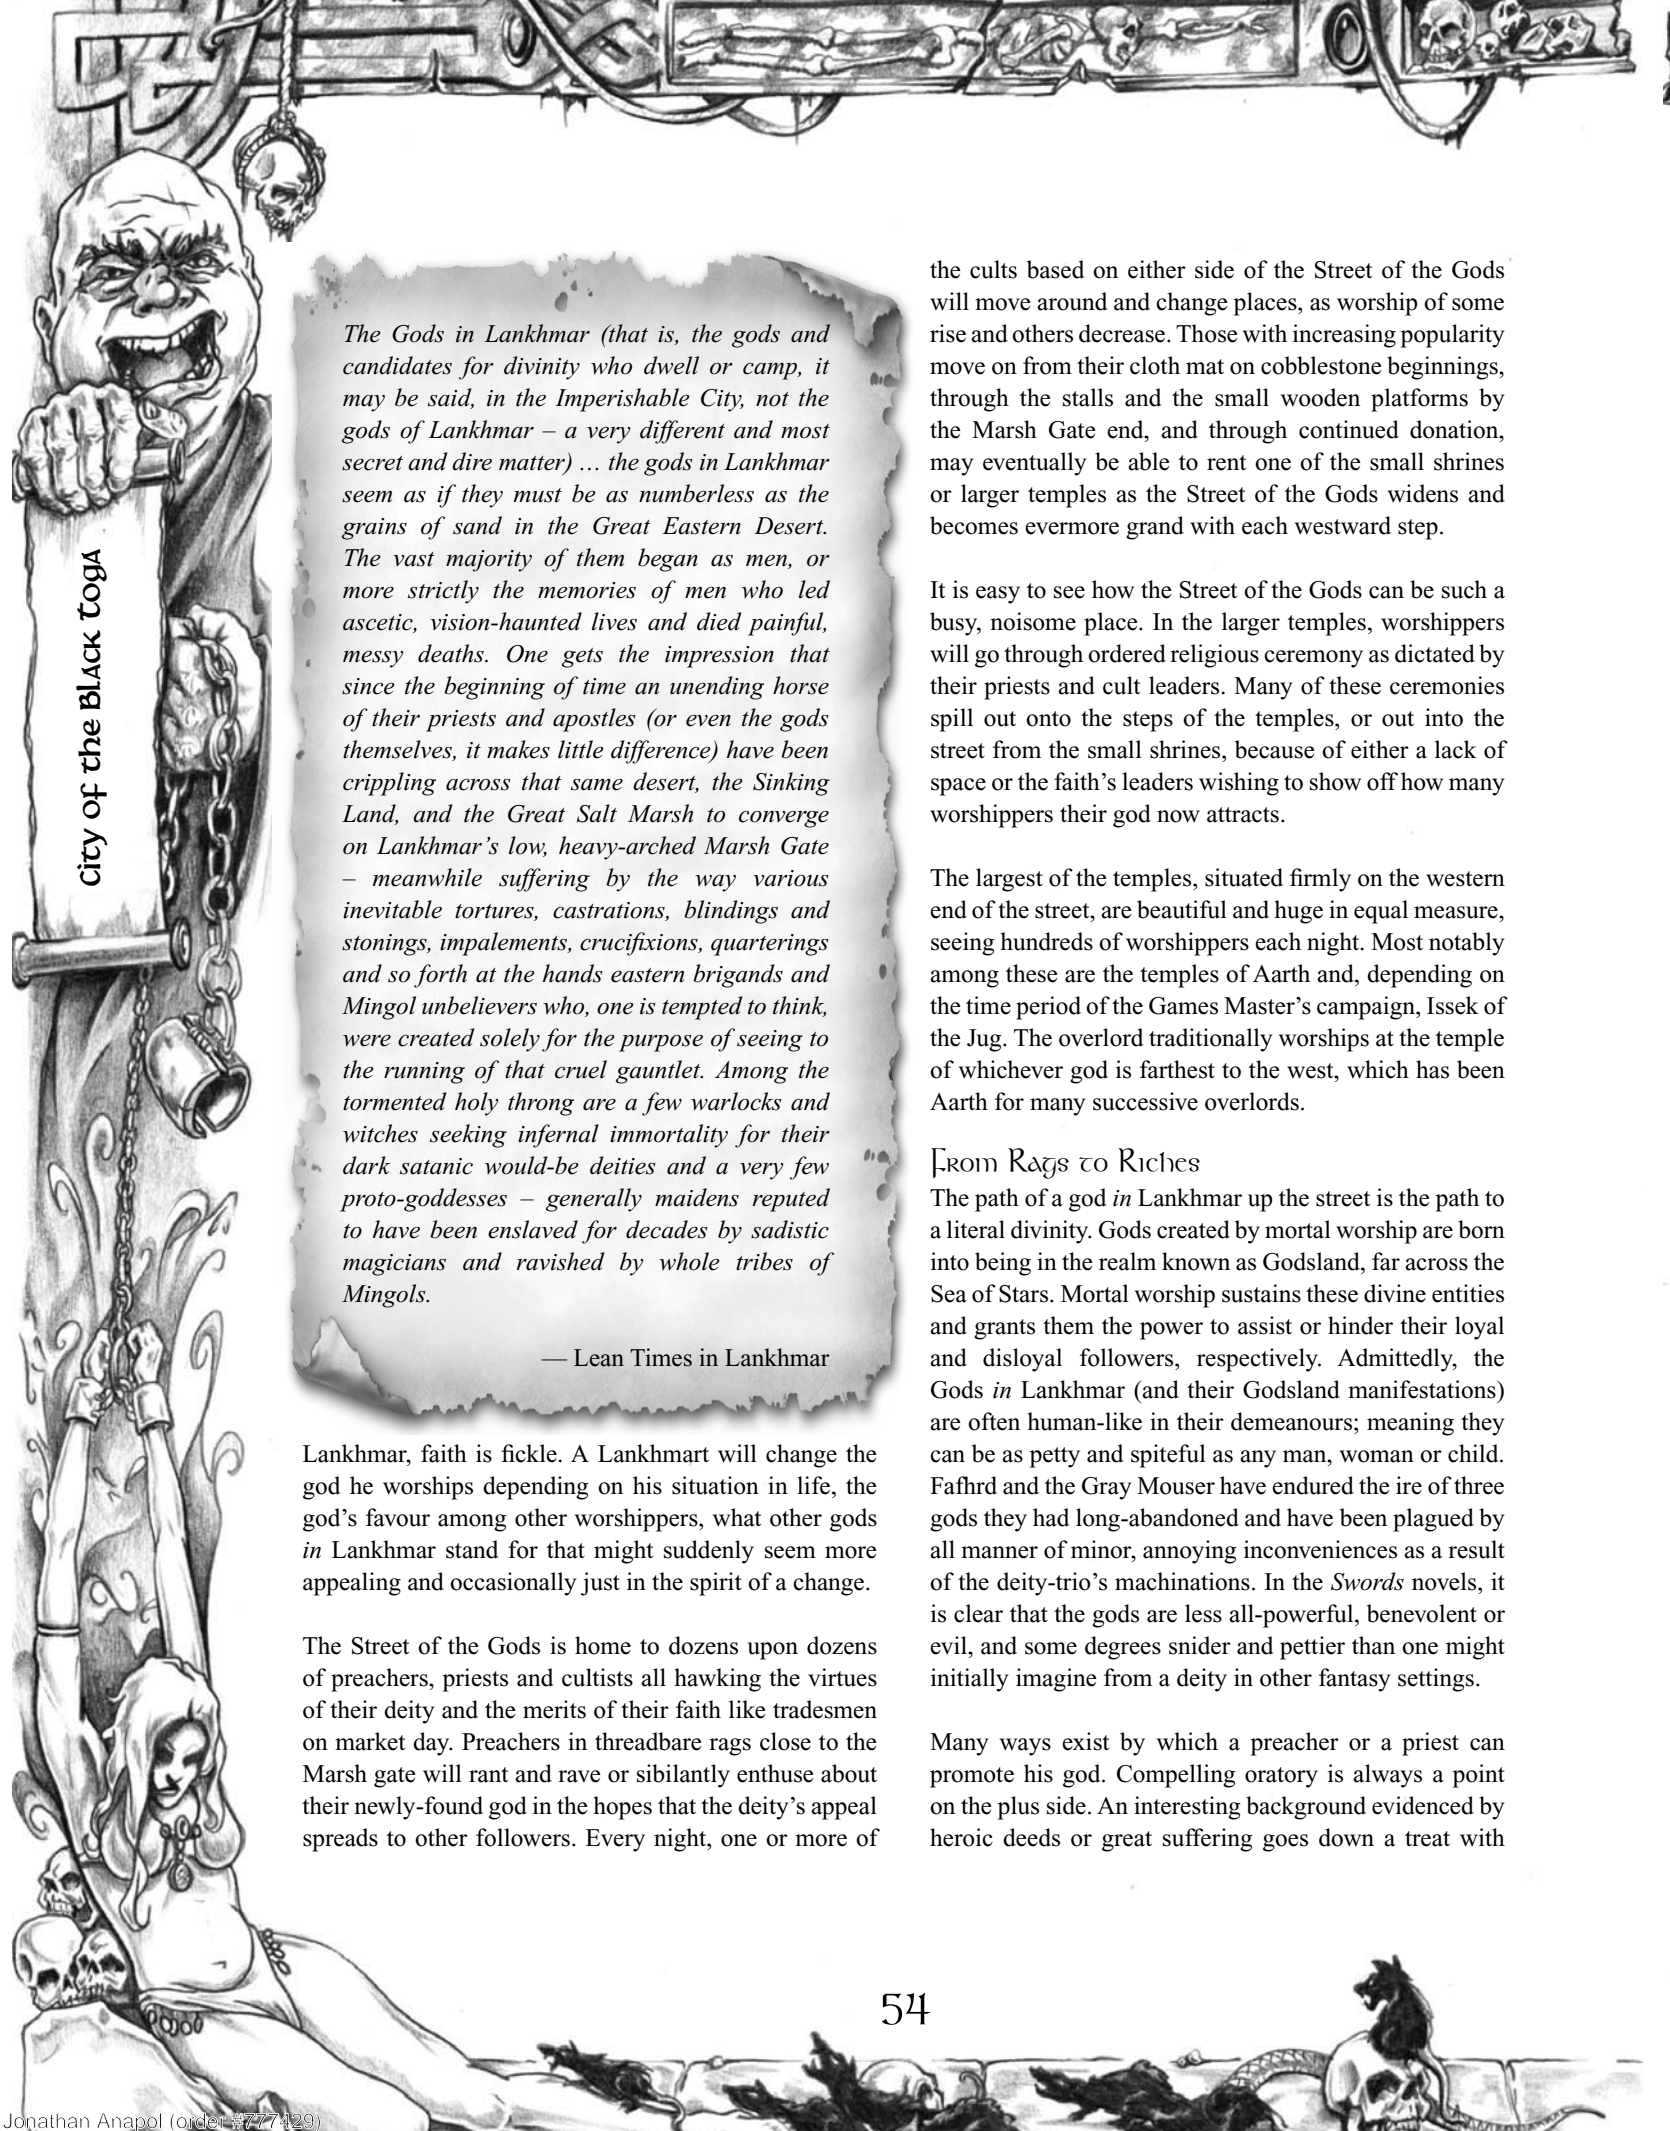 City of the Black Toga
The Gods in Lankhmar (that is, the gods and
candidates for divinity who dwell or camp, it
may be said, in the Imperishable City, not the
gods of Lankhmar – a very different and most
secret and dire matter) … the gods in Lankhmar
seem as if they must be as numberless as the
grains of sand in the Great Eastern Desert.
The vast majority of them began as men, or
more strictly the memories of men who led
ascetic, vision-haunted lives and died painful,
messy deaths. One gets the impression that
since the beginning of time an unending horse
of their priests and apostles (or even the gods
themselves, it makes little difference) have been
crippling across that same desert, the Sinking
Land, and the Great Salt Marsh to converge
on Lankhmar’s low, heavy-arched Marsh Gate
– meanwhile suffering by the way various
inevitable tortures, castrations, blindings and
stonings, impalements, crucifixions, quarterings
and so forth at the hands eastern brigands and
Mingol unbelievers who, one is tempted to think,
were created solely for the purpose of seeing to
the running of that cruel gauntlet. Among the
tormented holy throng are a few warlocks and
witches seeking infernal immortality for their
dark satanic would-be deities and a very few
proto-goddesses – generally maidens reputed
to have been enslaved for decades by sadistic
magicians and ravished by whole tribes of
Mingols.
— Lean Times in Lankhmar
Lankhmar, faith is fickle. A Lankhmart will change the
god he worships depending on his situation in life, the
god’s favour among other worshippers, what other gods
in Lankhmar stand for that might suddenly seem more
appealing and occasionally just in the spirit of a change.
The Street of the Gods is home to dozens upon dozens
of preachers, priests and cultists all hawking the virtues
of their deity and the merits of their faith like tradesmen
on market day. Preachers in threadbare rags close to the
Marsh gate will rant and rave or sibilantly enthuse about
their newly-found god in the hopes that the deity’s appeal
spreads to other followers. Every night, one or more of
the cults based on either side of the Street of the Gods
will move around and change places, as worship of some
rise and others decrease. Those with increasing popularity
move on from their cloth mat on cobblestone beginnings,
through the stalls and the small wooden platforms by
the Marsh Gate end, and through continued donation,
may eventually be able to rent one of the small shrines
or larger temples as the Street of the Gods widens and
becomes evermore grand with each westward step.
It is easy to see how the Street of the Gods can be such a
busy, noisome place. In the larger temples, worshippers
will go through ordered religious ceremony as dictated by
their priests and cult leaders. Many of these ceremonies
spill out onto the steps of the temples, or out into the
street from the small shrines, because of either a lack of
space or the faith’s leaders wishing to show off how many
worshippers their god now attracts.
The largest of the temples, situated firmly on the western
end of the street, are beautiful and huge in equal measure,
seeing hundreds of worshippers each night. Most notably
among these are the temples of Aarth and, depending on
the time period of the Games Master’s campaign, Issek of
the Jug. The overlord traditionally worships at the temple
of whichever god is farthest to the west, which has been
Aarth for many successive overlords.
From Rags to Riches
The path of a god in Lankhmar up the street is the path to
a literal divinity. Gods created by mortal worship are born
into being in the realm known as Godsland, far across the
Sea of Stars. Mortal worship sustains these divine entities
and grants them the power to assist or hinder their loyal
and disloyal followers, respectively. Admittedly, the
Gods in Lankhmar (and their Godsland manifestations)
are often human-like in their demeanours; meaning they
can be as petty and spiteful as any man, woman or child.
Fafhrd and the Gray Mouser have endured the ire of three
gods they had long-abandoned and have been plagued by
all manner of minor, annoying inconveniences as a result
of the deity-trio’s machinations. In the Swords novels, it
is clear that the gods are less all-powerful, benevolent or
evil, and some degrees snider and pettier than one might
initially imagine from a deity in other fantasy settings.
Many ways exist by which a preacher or a priest can
promote his god. Compelling oratory is always a point
on the plus side. An interesting background evidenced by
heroic deeds or great suffering goes down a treat with
54
Jonathan Anapol (order #777429)